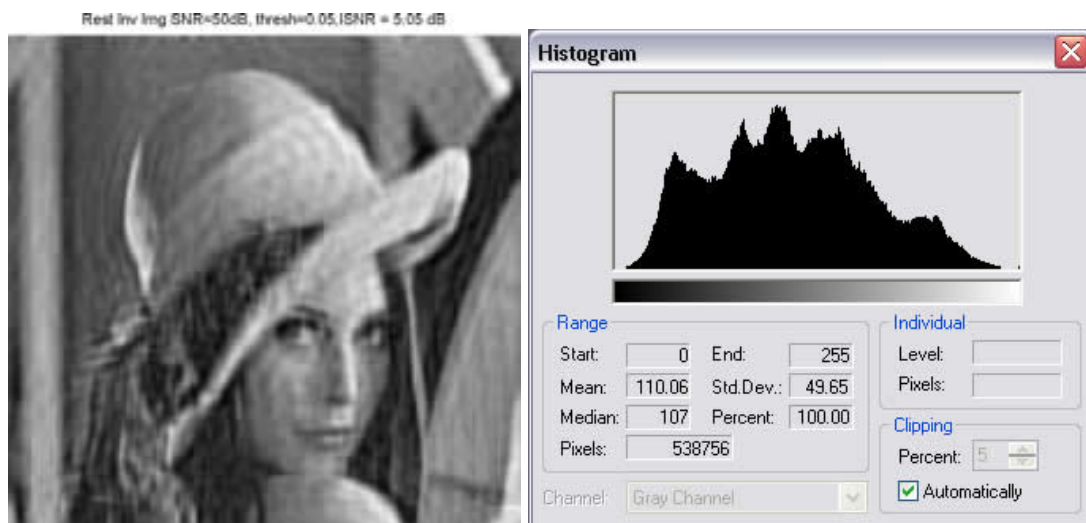 Rest Inv Img SNR=50dB, thresh=0.05,ISNR = 5.05 dB
Histogram
Range
Start: 0 End: 255
Mean: 110.06 Std.Dev.: 49.65
Median: 107 Percent: 100.00
Pixels: 538756
Individual
Level:
Pixels:
Clipping
Percent: 5
Automatically
Channel: Gray Channel